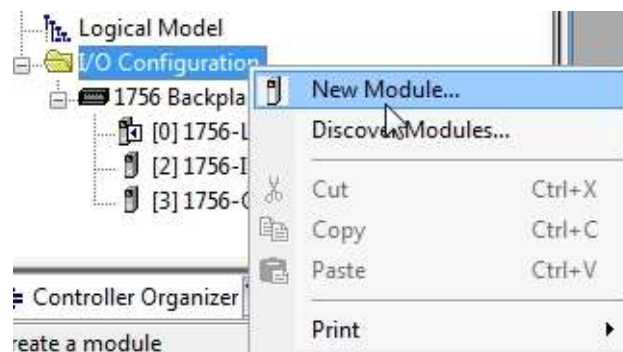 Logical Model
I/O Configuration
1756 Backpla
[0] 1756-L
[2] 1756-I
[3] 1756-C
New Module...
Discover Modules...
Cut Ctrl+X
Copy Ctrl+C
Paste Ctrl+V
Print
Controller Organizer
reate a module